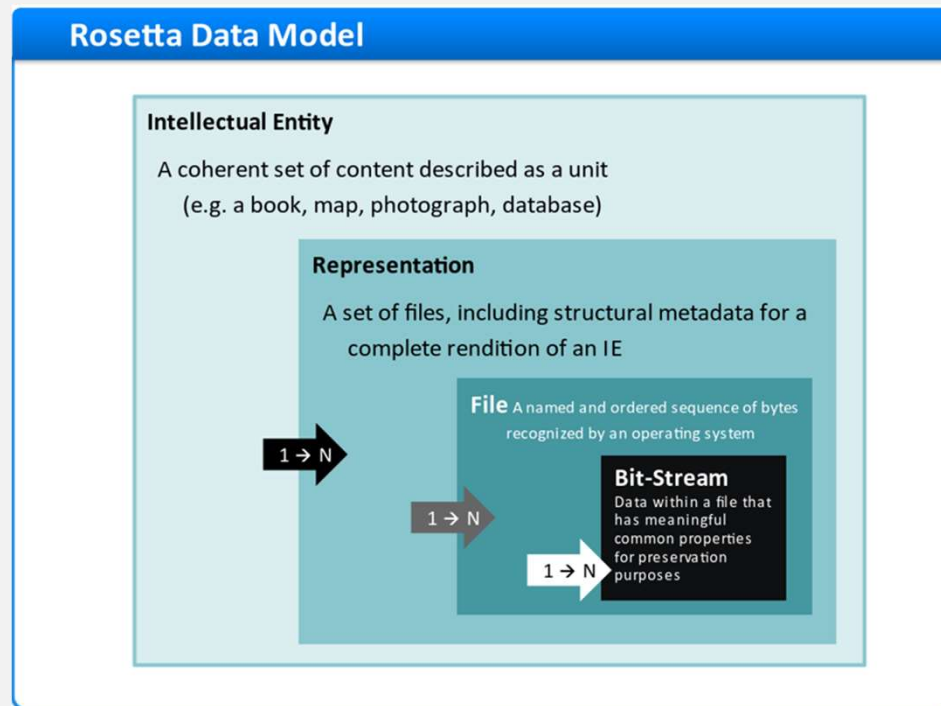 Rosetta Data Model
Intellectual Entity
A coherent set of content described as a unit
(e.g. a book, map, photograph, database)
Representation
A set of files, including structural metadata for a
complete rendition of an IE
File A named and ordered sequence of bytes
recognized by an operating system
1 → N
Bit-Stream
Data within a file that
has meaningful
common properties
for preservation
purposes
1 → N
1 → N